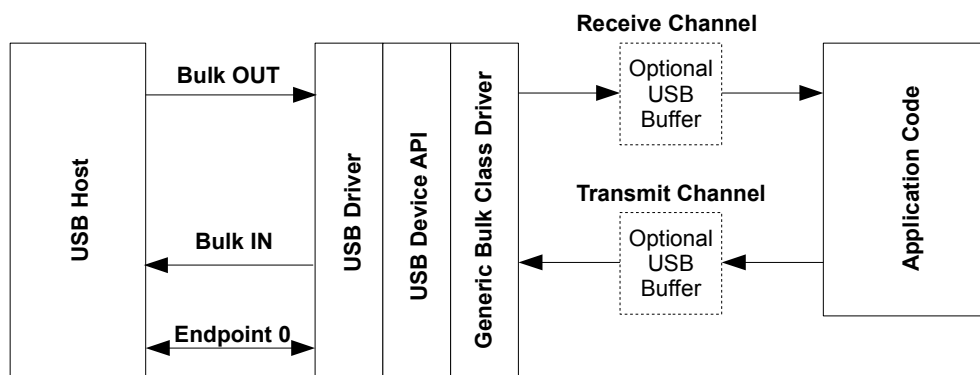 USB Host
Bulk OUT
Bulk IN
Endpoint 0
USB Driver
USB Device API
Generic Bulk Class Driver
Receive Channel
Optional
USB
Buffer
Transmit Channel
Optional
USB
Buffer
Application Code